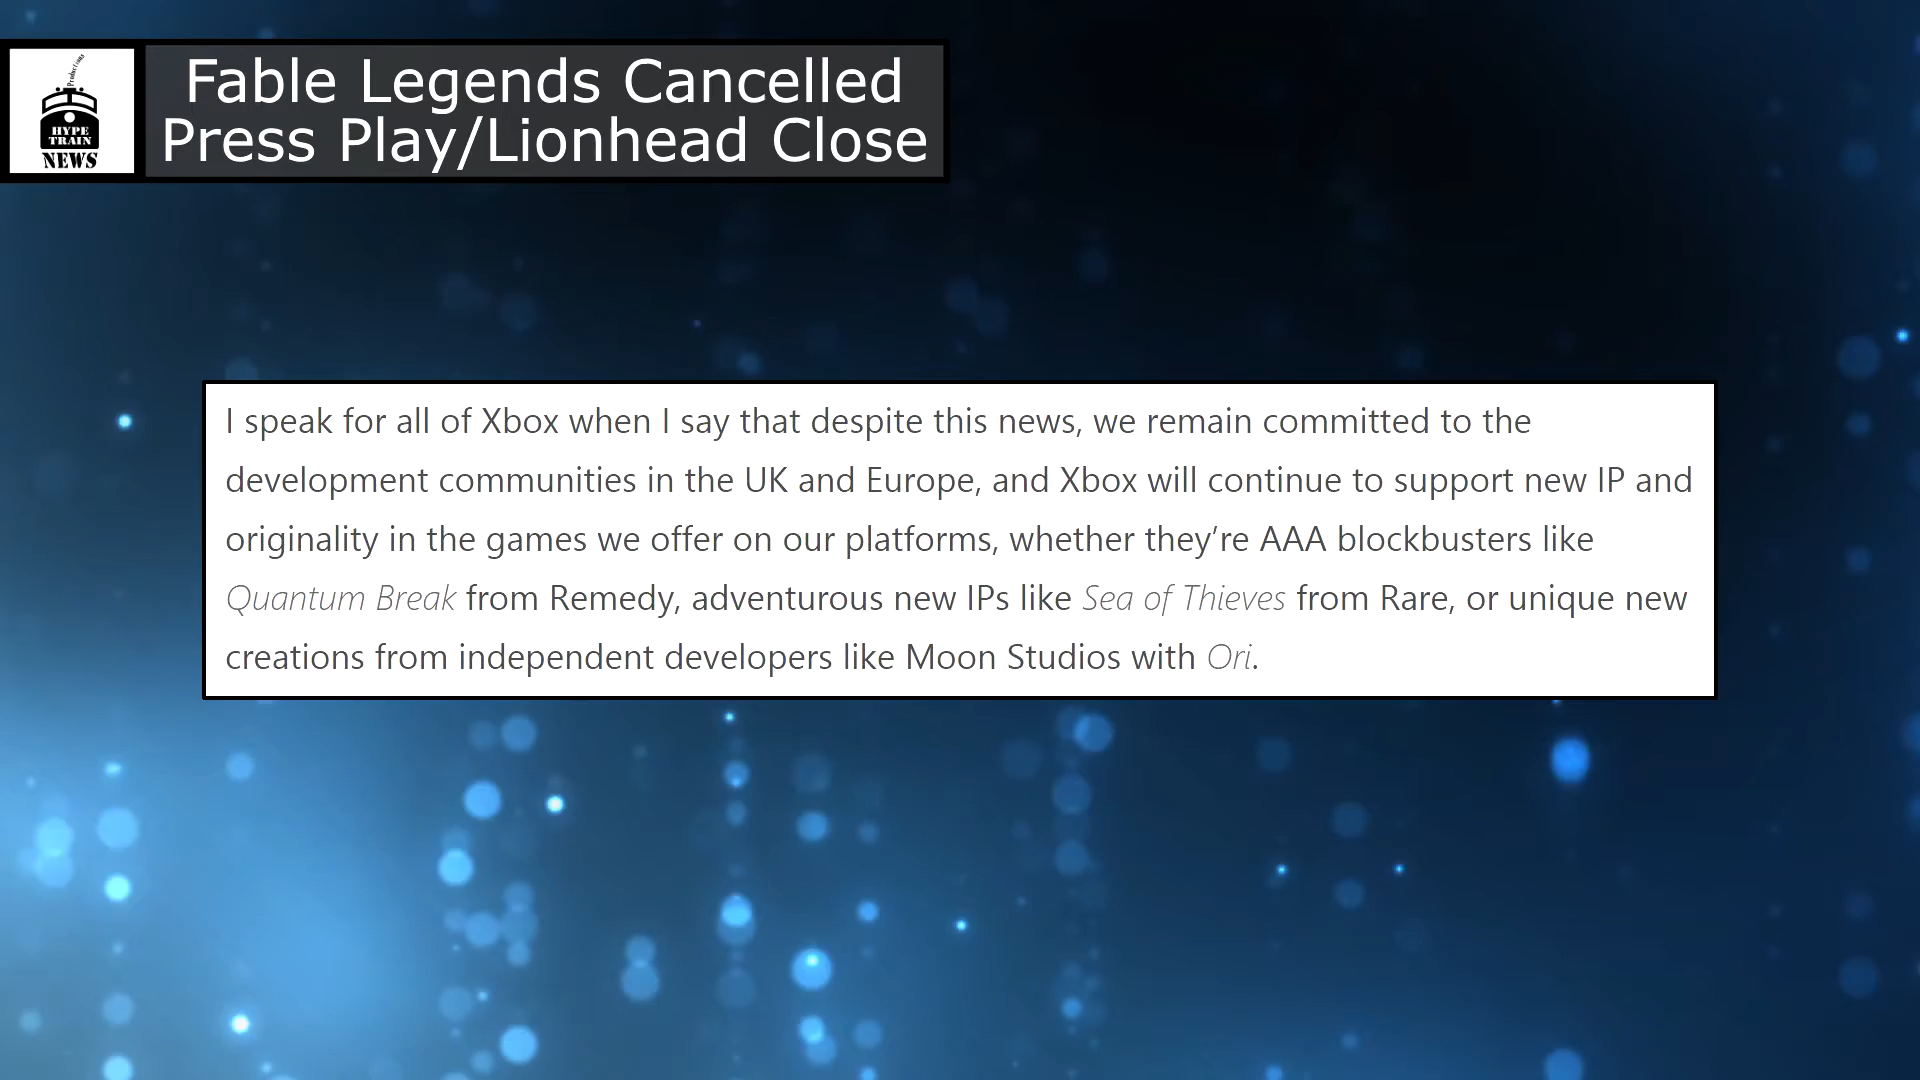 Productions
HYPE
TRAIN
NEWS
Fable Legends Cancelled
Press Play/Lionhead Close
I speak for all of Xbox when I say that despite this news, we remain committed to the
development communities in the UK and Europe, and Xbox will continue to support new IP and
originality in the games we offer on our platforms, whether they’re AAA blockbusters like
Quantum Break from Remedy, adventurous new IPs like Sea of Thieves from Rare, or unique new
creations from independent developers like Moon Studios with Ori.